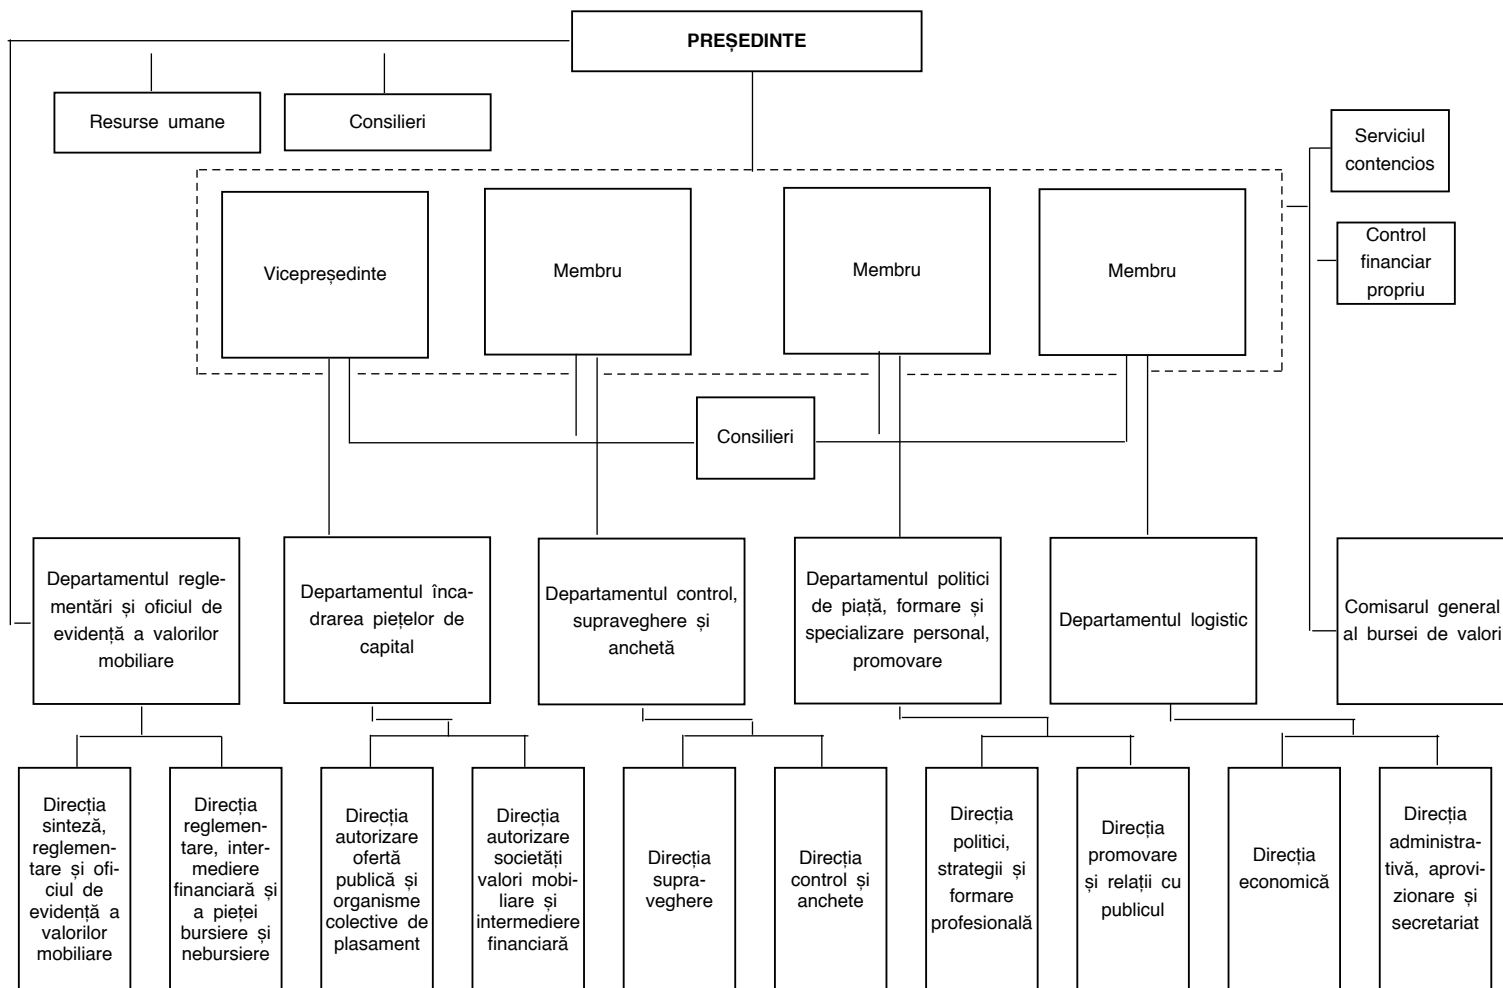 PREȘEDINTE
Resurse umane
Consilieri
Serviciul
contencios
Control
financiar
propriu
Vicepreședinte
Membru
Membru
Membru
Consilieri
Departamentul regle-
mentări și oficiul de
evidență a valorilor
mobiliare
Departamentul înca-
drarea piețelor de
capital
Departamentul control,
supraveghere și
anchetă
Departamentul politici
de piață, formare și
specializare personal,
promovare
Departamentul logistic
Comisarul general
al bursei de valori
Direcția
sinteză,
reglemen-
tare și ofi-
ciul de
evidență a
valorilor
mobiliare
Direcția
reglemen-
tare, inter-
mediere
financiară și
a pieței
bursiere și
nebursiere
Direcția
autorizare
ofertă
publică și
organisme
colective de
plasament
Direcția
autorizare
societăți
valori mobi-
liare și
intermediere
financiară
Direcția
supra-
veghere
Direcția
control și
anchete
Direcția
politici,
strategii și
formare
profesională
Direcția
promovare
și relații cu
publicul
Direcția
economică
Direcția
administra-
tivă, aprovi-
zionare și
secretariat